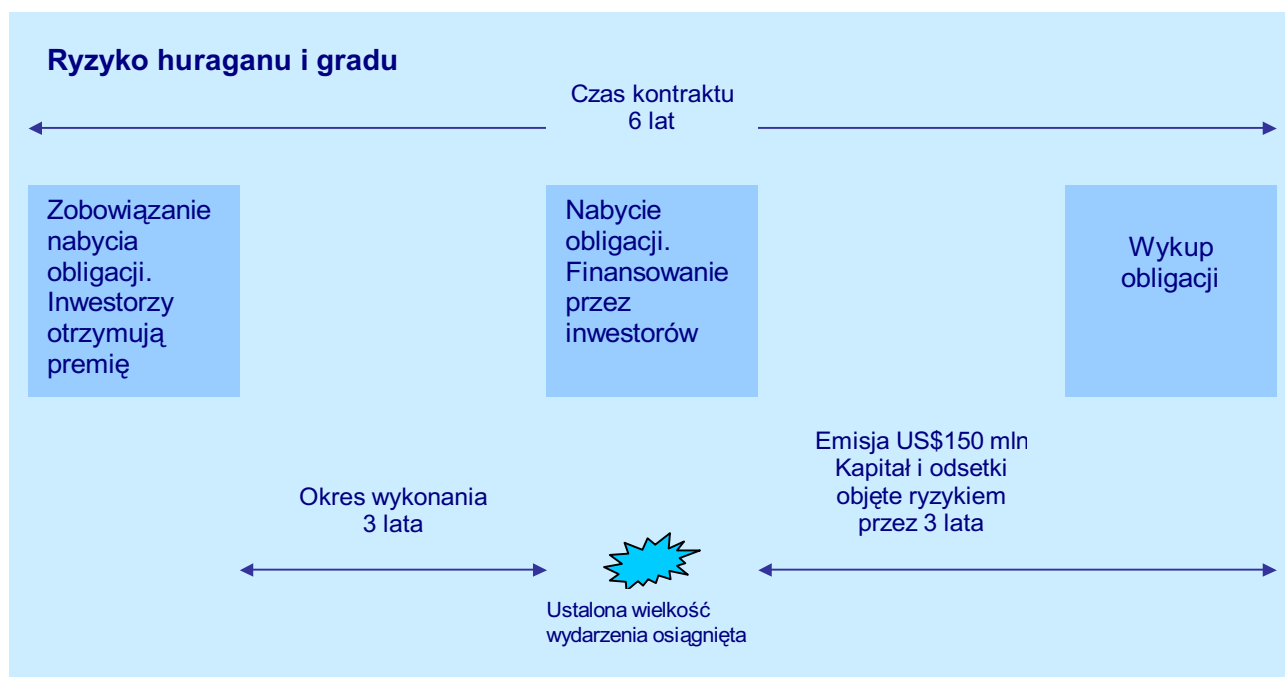 Ryzyko huraganu i gradu
Czas kontraktu
6 lat
Zobowiązanie
nabycia
obligacji.
Inwestorzy
otrzymują
premię
Nabycie
obligacji.
Finansowanie
przez
inwestorów
Wykup
obligacji
Okres wykonania
3 lata
Emisja US$150 mln
Kapitał i odsetki
objęte ryzykiem
przez 3 lata
Ustalona wielkość
wydarzenia osiągnięta